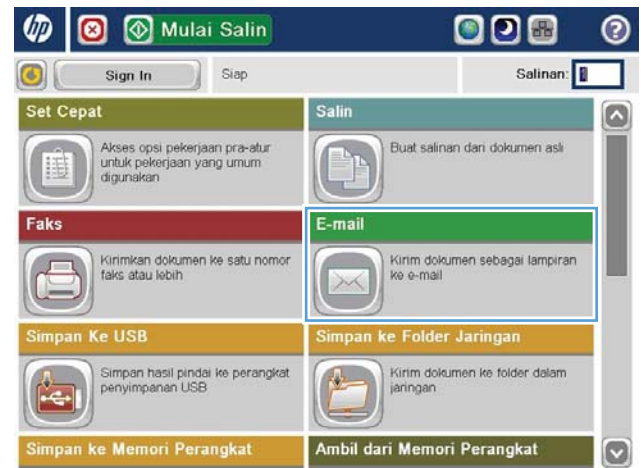 hp
Mulai Salin
?
Sign In
Siap
Salinan: 1
Set Cepat
Akses opsi pekerjaan pra-atur
untuk pekerjaan yang umum
digunakan
Salin
Buat salinan dari dokumen asli
Faks
Kirimkan dokumen ke satu nomor
faks atau lebih
E-mail
Kirim dokumen sebagai lampiran
ke e-mail
Simpan Ke USB
Simpan hasil pindai ke perangkat
penyimpanan USB
Simpan ke Folder Jaringan
Kirim dokumen ke folder dalam
jaringan
Simpan ke Memori Perangkat
Ambil dari Memori Perangkat